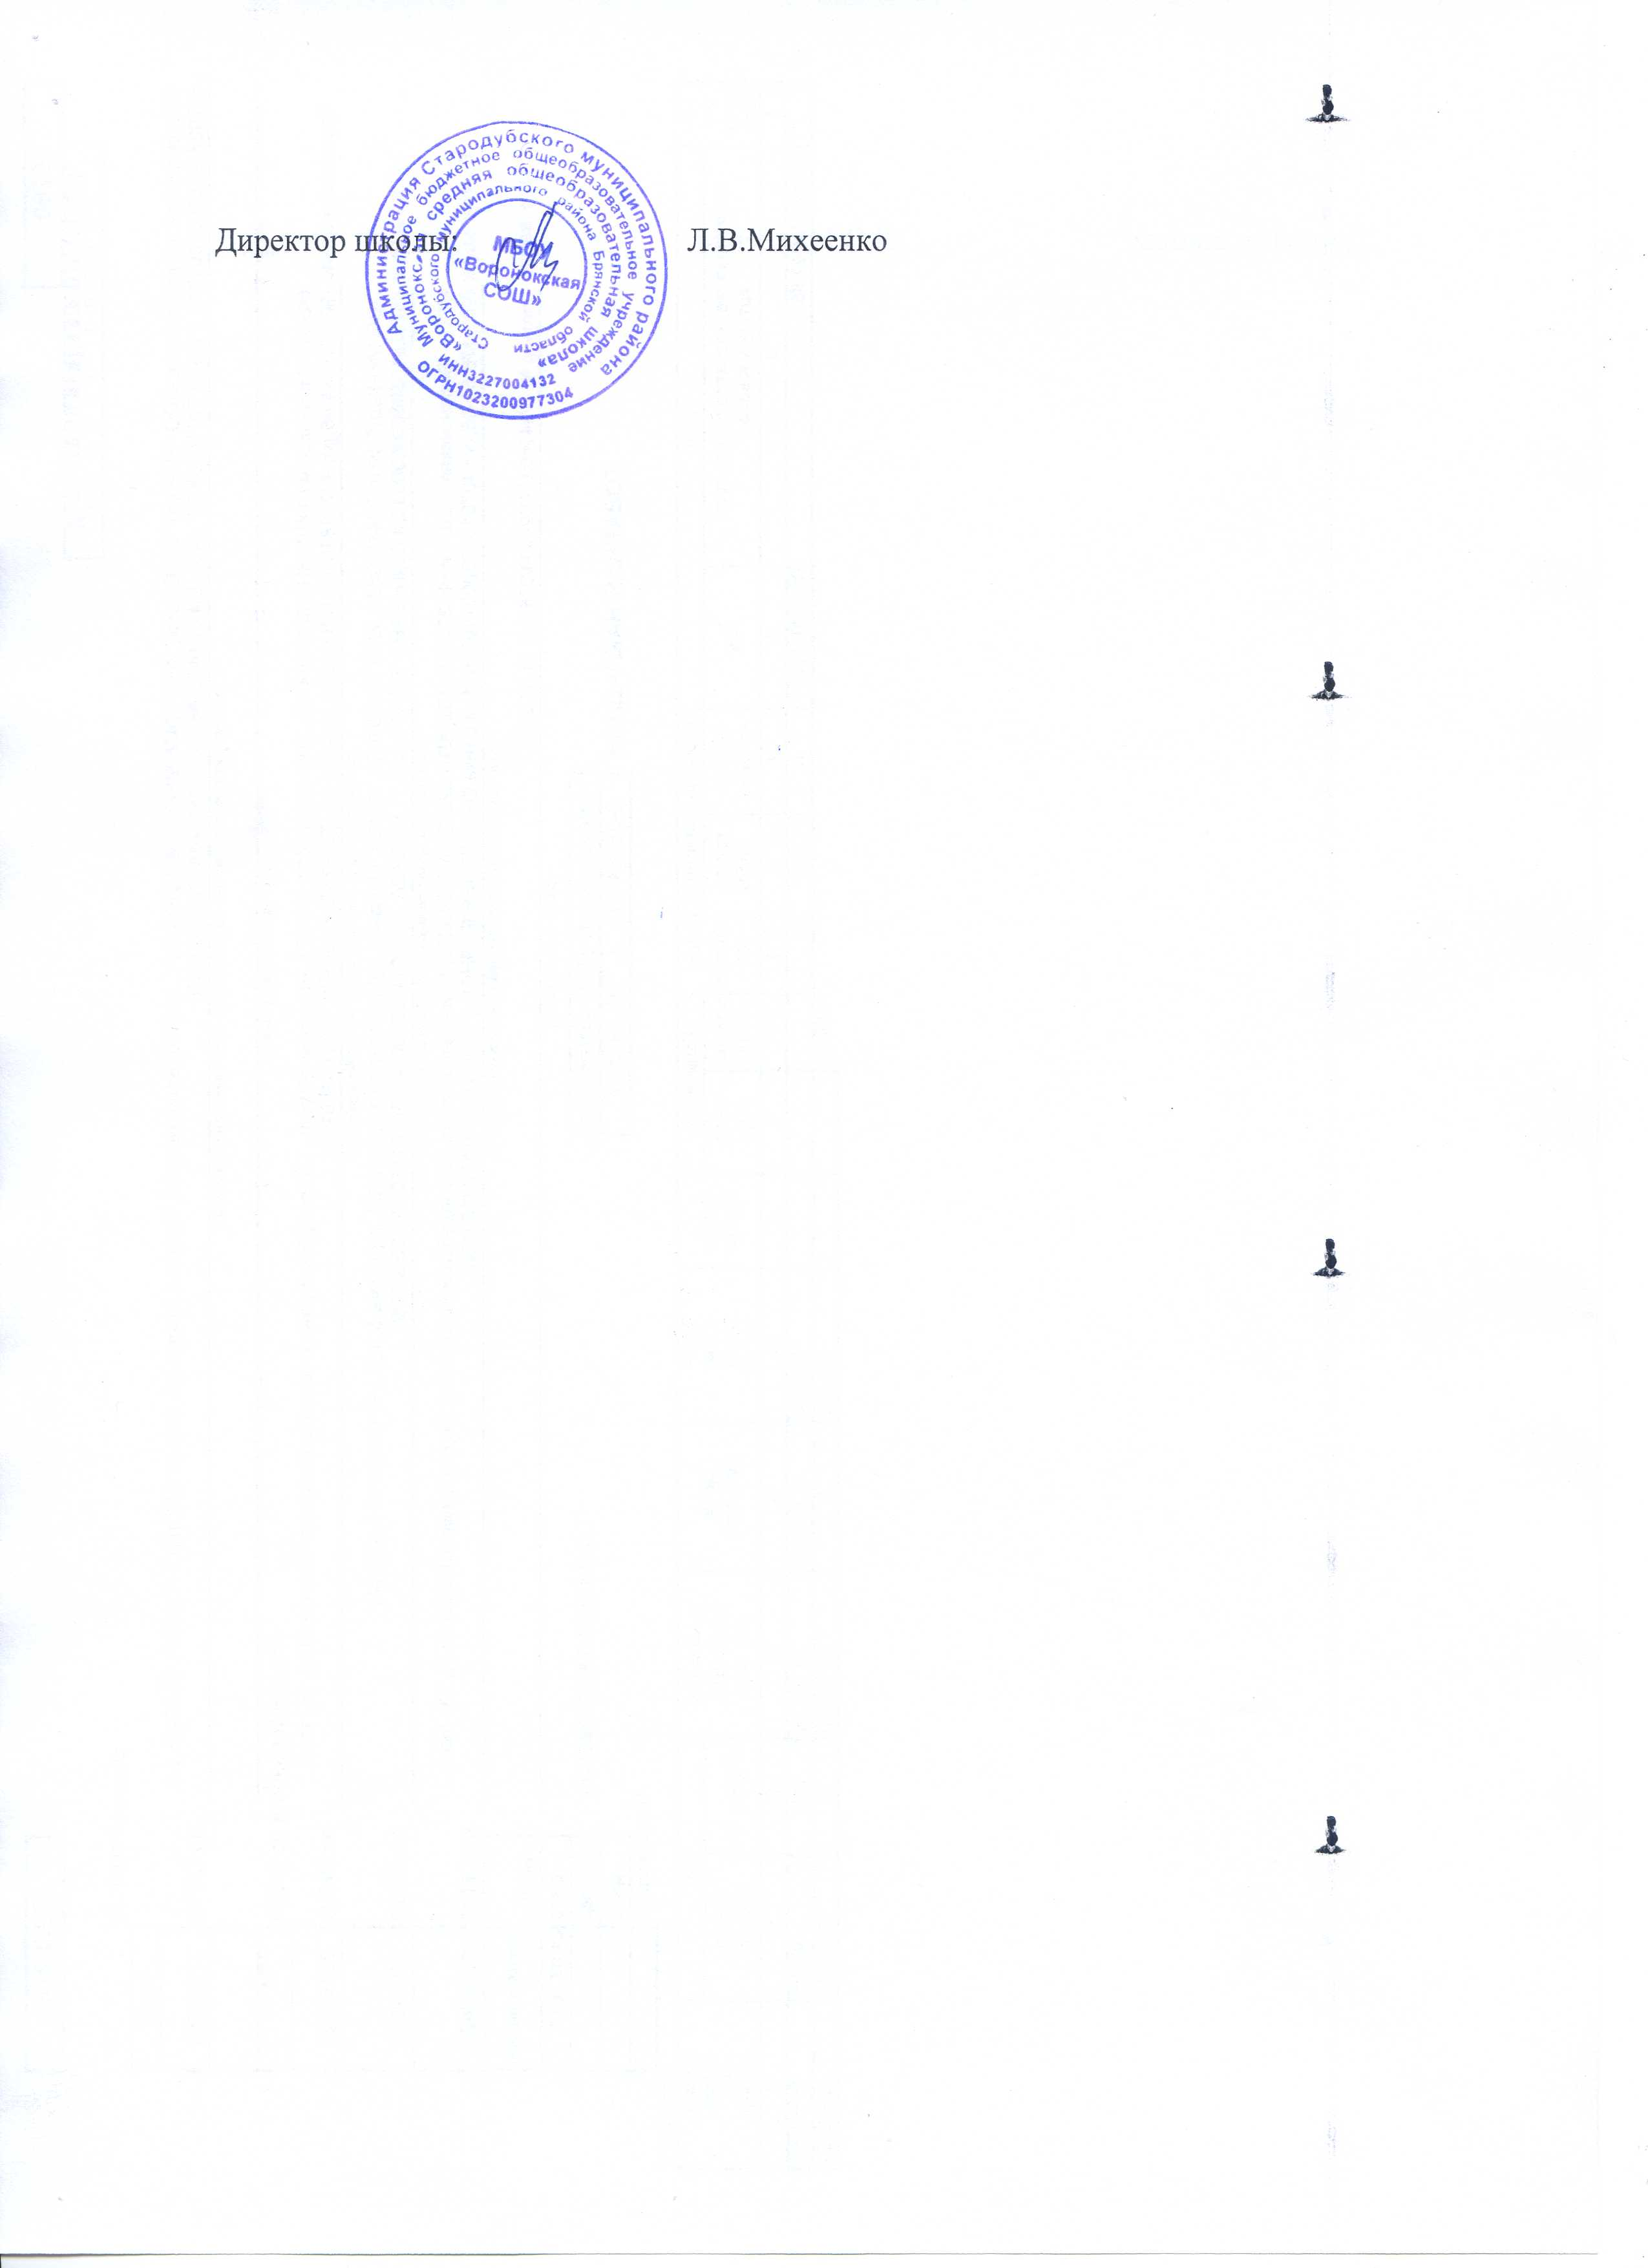 Директор школы: Л.В.Михеенко
Администрация Стародубского муниципального района
Муниципальное бюджетное общеобразовательное учреждение
средняя общеобразовательная школа»
Стародубского муниципального района Брянской области
ИНН3227004132
ОГРН1023200977304
МБОУ
«Воронокская
СОШ»